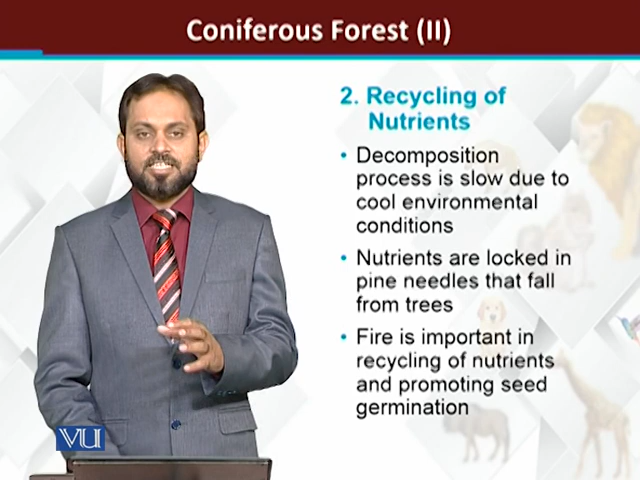 Coniferous Forest (II)
2. Recycling of
Nutrients
• Decomposition
process is slow due to
cool environmental
conditions
• Nutrients are locked in
pine needles that fall
from trees
• Fire is important in
recycling of nutrients
and promoting seed
germination
VU